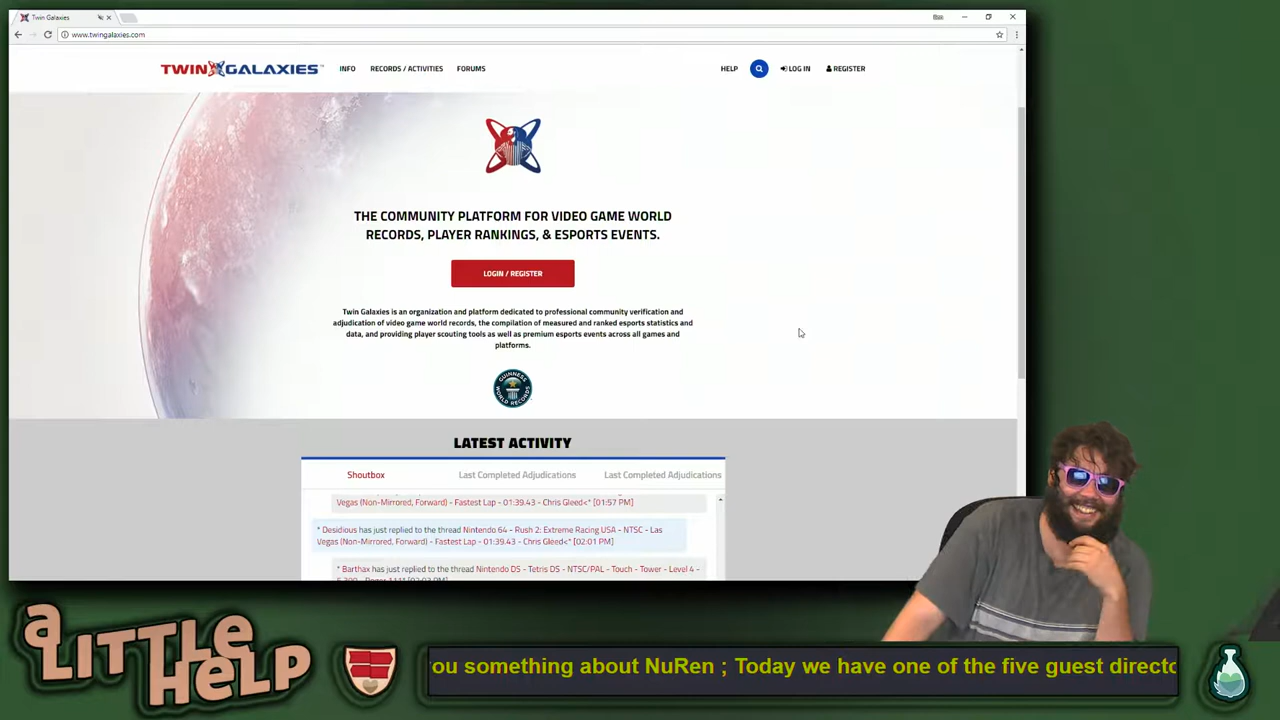 Twin Galaxies
www.twingalaxies.com
TWIN GALAXIES
INFO RECORDS / ACTIVITIES FORUMS HELP LOG IN REGISTER
THE COMMUNITY PLATFORM FOR VIDEO GAME WORLD
RECORDS, PLAYER RANKINGS, & ESPORTS EVENTS.
LOGIN / REGISTER
Twin Galaxies is an organization and platform dedicated to professional community verification and
adjudication of video game world records, the compilation of measured and ranked esports statistics and
data, and providing player scouting tools as well as premium esports events across all games and
platforms.
GUINNESS
WORLD RECORDS
LATEST ACTIVITY
Shoutbox Last Completed Adjudications Last Completed Adjudications
Vegas (Non-Mirrored, Forward) - Fastest Lap - 01:39.43 - Chris Gleed<* [01:57 PM]
* Desidious has just replied to the thread Nintendo 64 - Rush 2: Extreme Racing USA - NTSC - Las
Vegas (Non-Mirrored, Forward) - Fastest Lap - 01:39.43 - Chris Gleed<* [02:01 PM]
* Barthax has just replied to the thread Nintendo DS - Tetris DS - NTSC/PAL - Touch - Tower - Level 4 -
a LITTLE HELP
ou something about NuRen ; Today we have one of the five guest directo